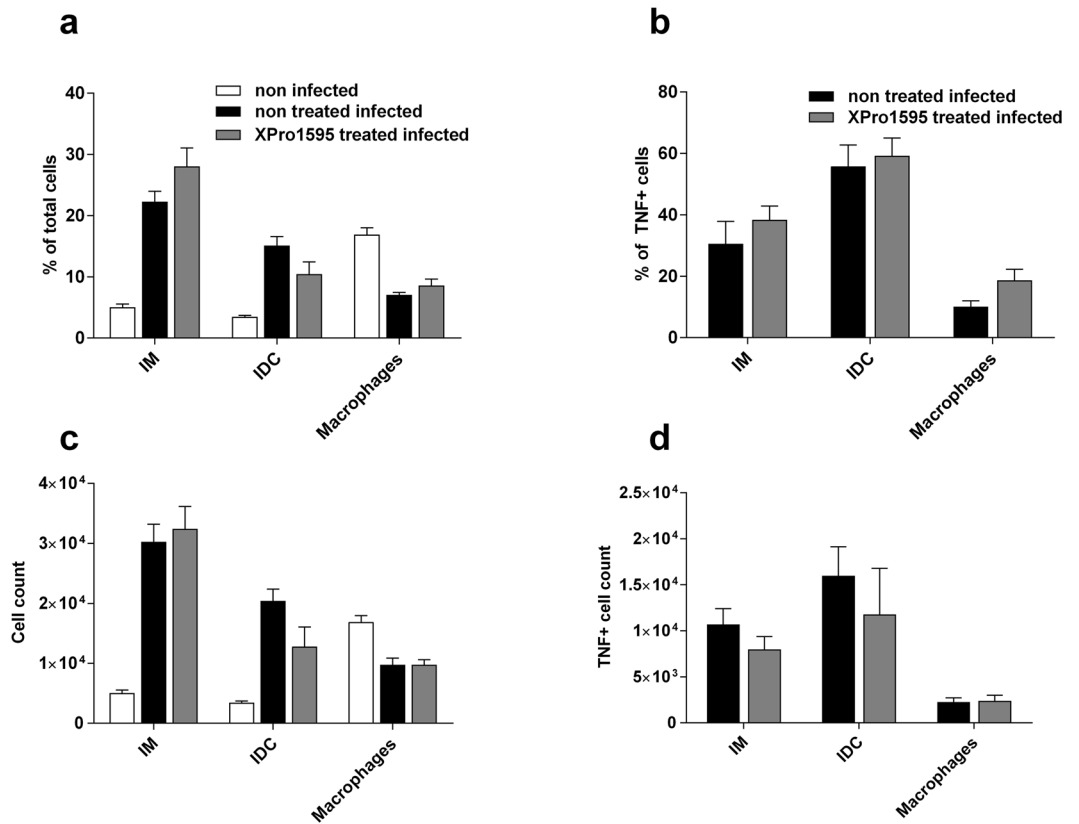 a
40
30
20
10
0
% of total cells
non infected
non treated infected
XPro1595 treated infected
IM
IDC
Macrophages
b
80
60
40
20
0
% of TNF+ cells
non treated infected
XPro1595 treated infected
IM
IDC
Macrophages
c
4×10⁴
3×10⁴
2×10⁴
1×10⁴
0
Cell count
IM
IDC
Macrophages
d
2.5×10⁴
2×10⁴
1.5×10⁴
1×10⁴
5×10³
0
TNF+ cell count
IM
IDC
Macrophages